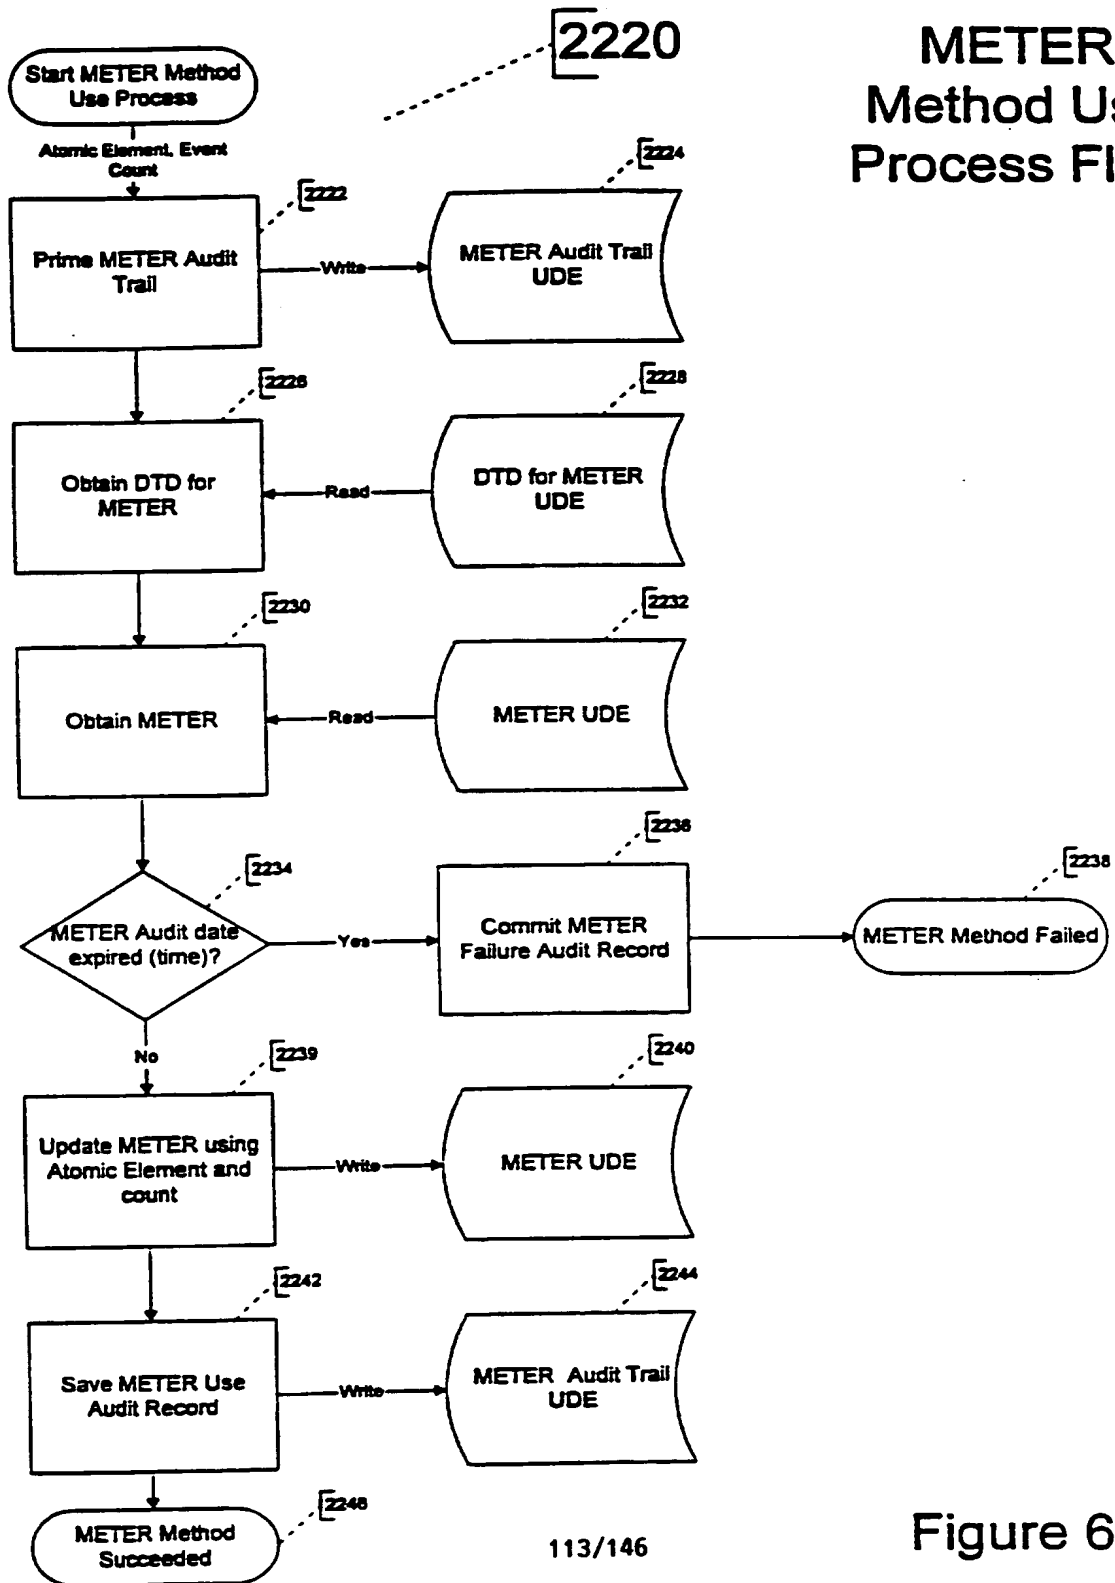 2220
METER
Method Us
Process Fl
Start METER Method
Use Process
Atomic Element, Event
Count
2222
2224
Prime METER Audit
Trail
Write
METER Audit Trail
UDE
2226
2228
Obtain DTD for
METER
Read
DTD for METER
UDE
2230
2232
Obtain METER
Read
METER UDE
2234
2236
2238
METER Audit date
expired (time)?
Yes
Commit METER
Failure Audit Record
METER Method Failed
No
2239
2240
Update METER using
Atomic Element and
count
Write
METER UDE
2242
2244
Save METER Use
Audit Record
Write
METER Audit Trail
UDE
2246
METER Method
Succeeded
113/146
Figure 6